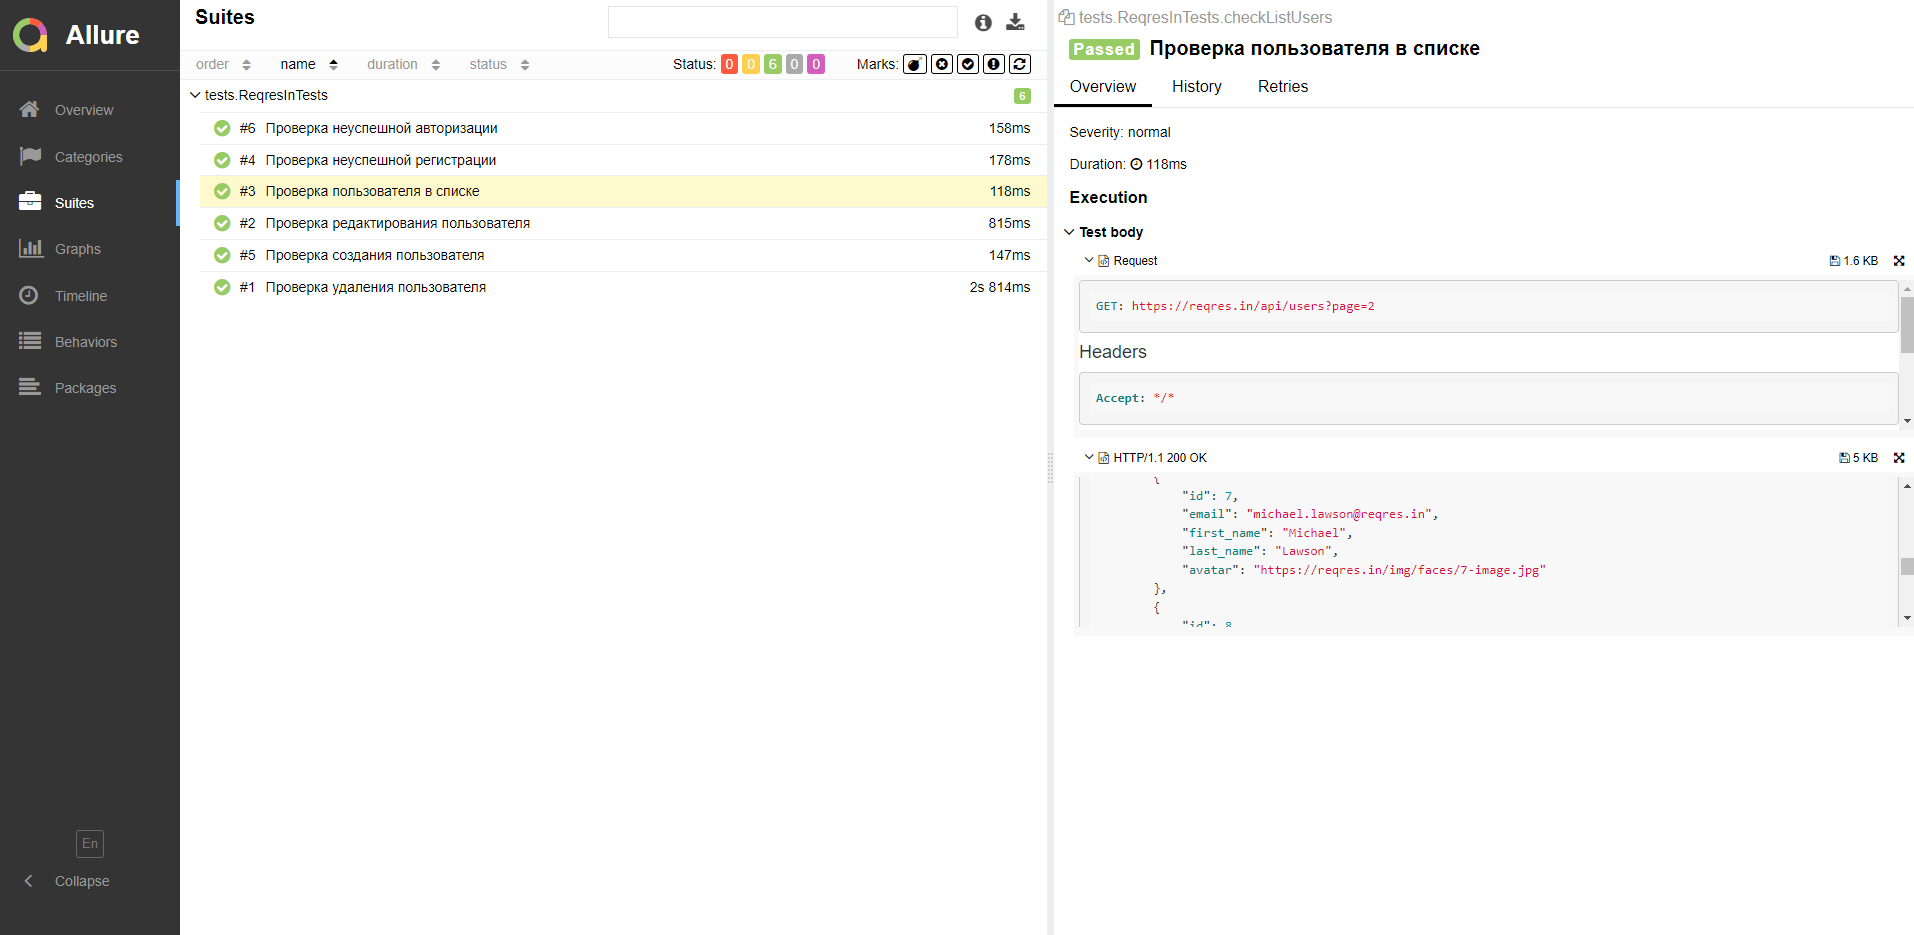 Allure
Overview
Categories
Suites
Graphs
Timeline
Behaviors
Packages
En
Collapse
Suites
order name duration status Status: 0 0 6 0 0 Marks:
tests.ReqresInTests 6
#6 Проверка неуспешной авторизации 158ms
#4 Проверка неуспешной регистрации 178ms
#3 Проверка пользователя в списке 118ms
#2 Проверка редактирования пользователя 815ms
#5 Проверка создания пользователя 147ms
#1 Проверка удаления пользователя 2s 814ms
tests.ReqresInTests.checkListUsers
Passed Проверка пользователя в списке
Overview History Retries
Severity: normal
Duration: 118ms
Execution
Test body
Request 1.6 KB
GET: https://reqres.in/api/users?page=2
Headers
Accept: */*
HTTP/1.1 200 OK 5 KB
{
"id": 7,
"email": "michael.lawson@reqres.in",
"first_name": "Michael",
"last_name": "Lawson",
"avatar": "https://reqres.in/img/faces/7-image.jpg"
},
{
"id": 8